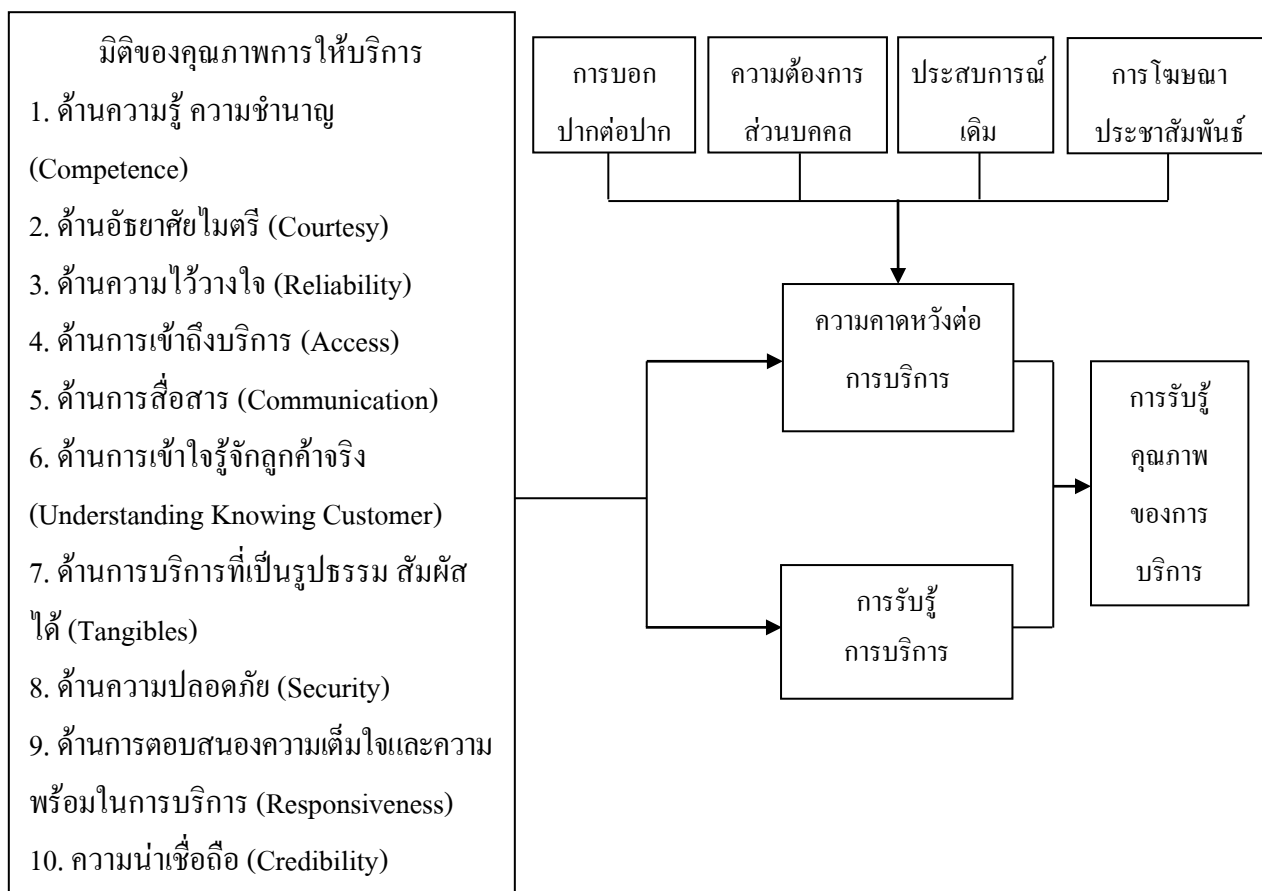 มิติของคุณภาพการให้บริการ
1. ด้านความรู้ ความชำนาญ
(Competence)
2. ด้านอัธยาศัยไมตรี (Courtesy)
3. ด้านความไว้วางใจ (Reliability)
4. ด้านการเข้าถึงบริการ (Access)
5. ด้านการสื่อสาร (Communication)
6. ด้านการเข้าใจรู้จักลูกค้าจริง
(Understanding Knowing Customer)
7. ด้านการบริการที่เป็นรูปธรรม สัมผัส
ได้ (Tangibles)
8. ด้านความปลอดภัย (Security)
9. ด้านการตอบสนองความเต็มใจและความ
พร้อมในการบริการ (Responsiveness)
10. ความน่าเชื่อถือ (Credibility)
การบอก
ปากต่อปาก
ความต้องการ
ส่วนบคคล
ประสบการณ์
เดิม
การโฆษณา
ประชาสัมพันธ์
ความคาดหวังต่อ
การบริการ
การรับรู้
การบริการ
การรับรู้
คุณภาพ
ของการ
บริการ